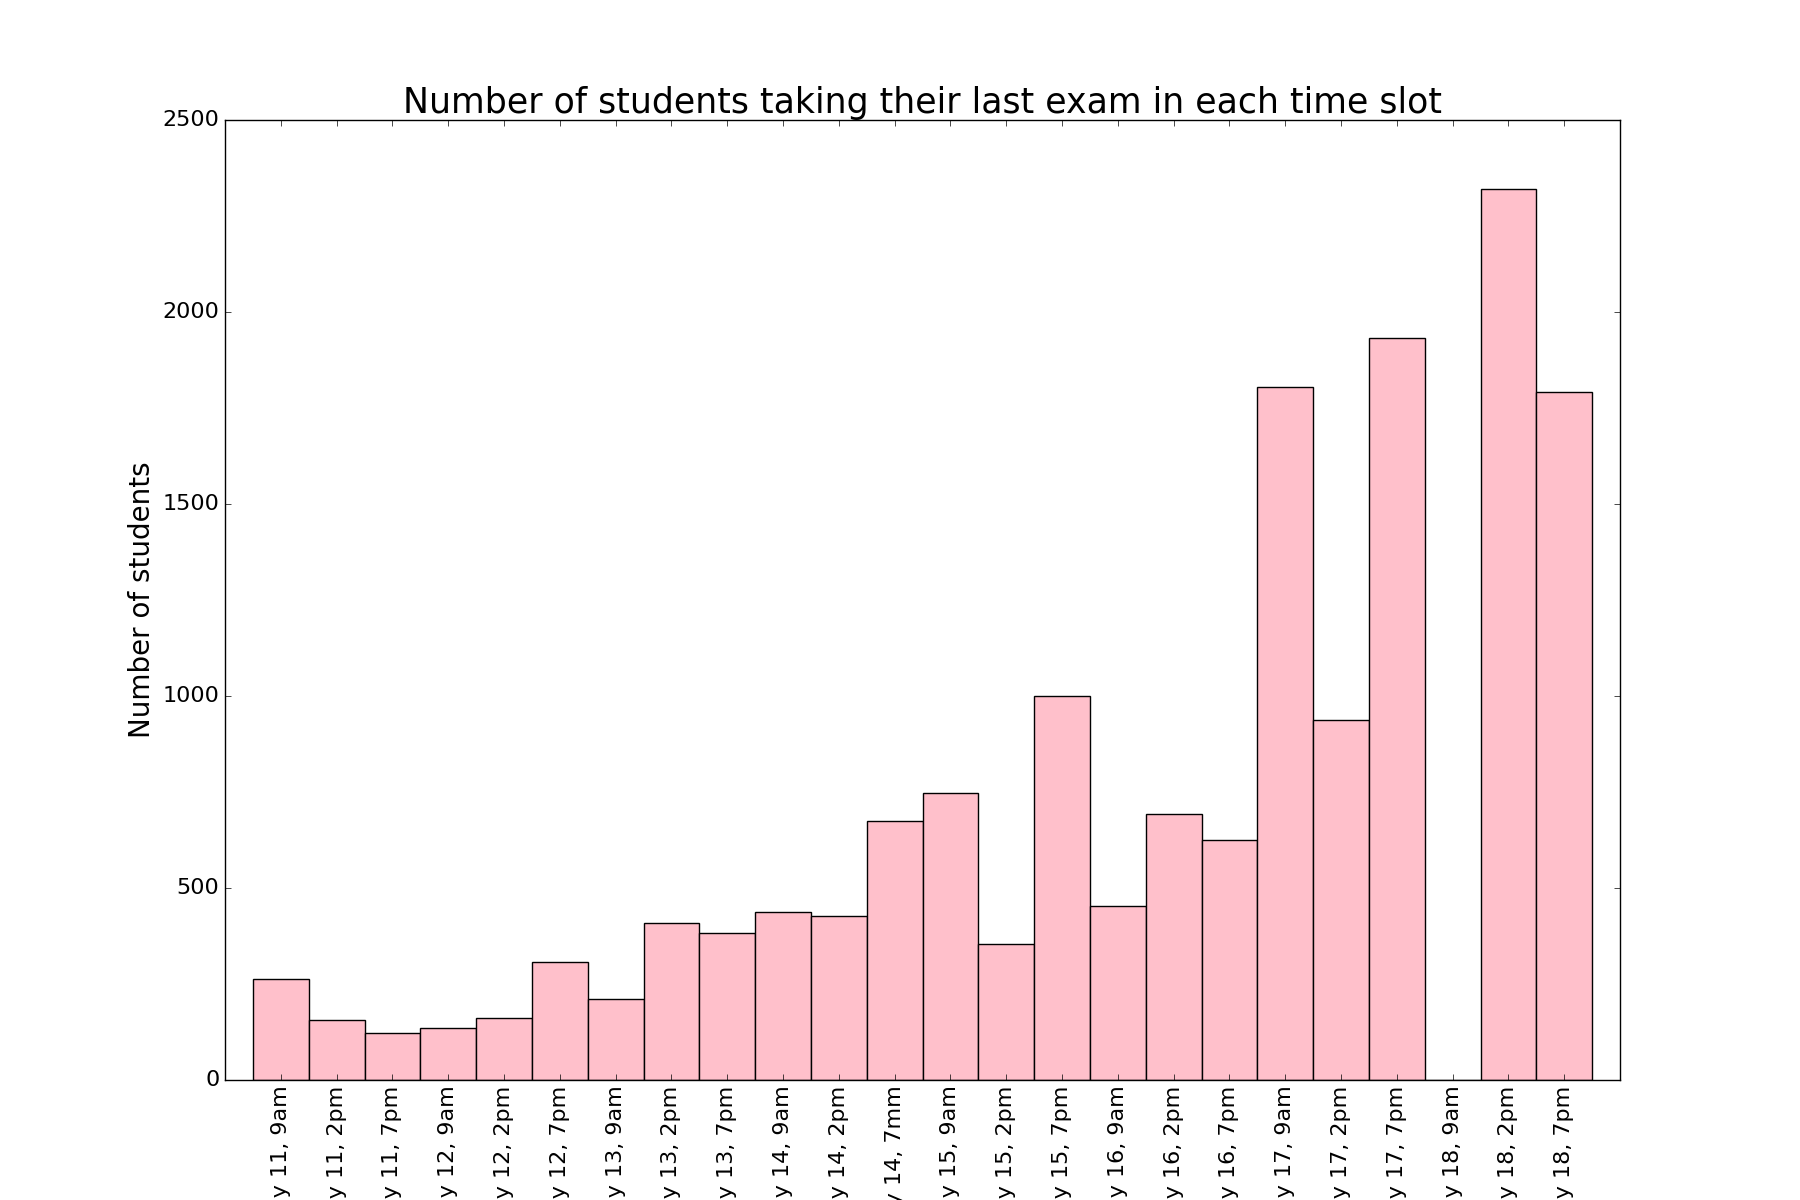 Number of students taking their last exam in each time slot
Number of students
2500
2000
1500
1000
500
0
y 11, 9am
y 11, 2pm
y 11, 7pm
y 12, 9am
y 12, 2pm
y 12, 7pm
y 13, 9am
y 13, 2pm
y 13, 7pm
y 14, 9am
y 14, 2pm
y 14, 7mm
y 15, 9am
y 15, 2pm
y 15, 7pm
y 16, 9am
y 16, 2pm
y 16, 7pm
y 17, 9am
y 17, 2pm
y 17, 7pm
y 18, 9am
y 18, 2pm
y 18, 7pm